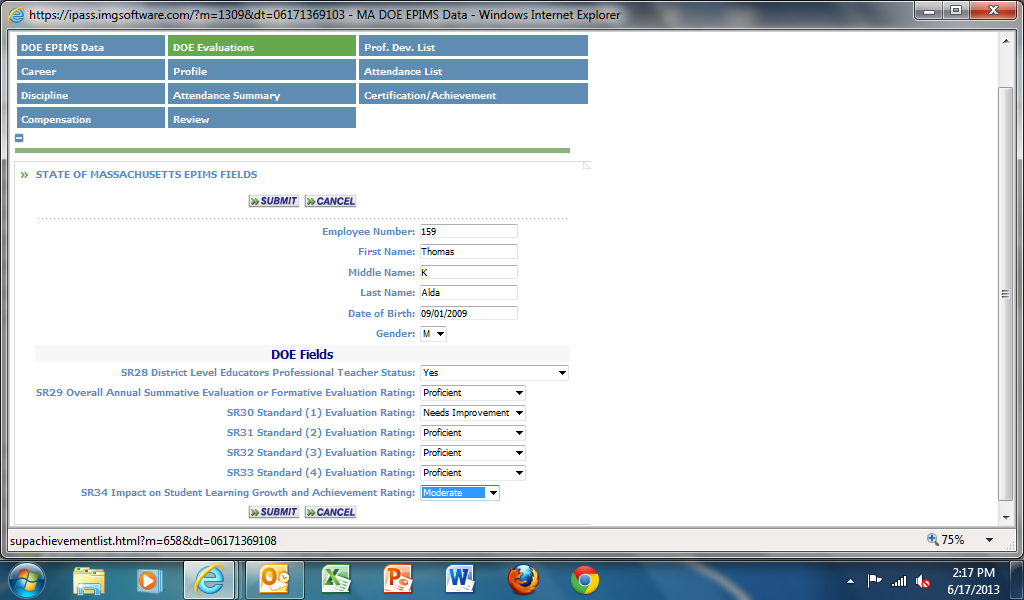 https://ipass.imgsoftware.com/?m=1309&dt=06171369103 - MA DOE EPIMS Data - Windows Internet Explorer
DOE EPIMS Data DOE Evaluations Prof. Dev. List
Career Profile Attendance List
Discipline Attendance Summary Certification/Achievement
Compensation Review
» STATE OF MASSACHUSETTS EPIMS FIELDS
SUBMIT CANCEL
Employee Number: 159
First Name: Thomas
Middle Name: K
Last Name: Alda
Date of Birth: 09/01/2009
Gender: M
DOE Fields
SR28 District Level Educators Professional Teacher Status: Yes
SR29 Overall Annual Summative Evaluation or Formative Evaluation Rating: Proficient
SR30 Standard (1) Evaluation Rating: Needs Improvement
SR31 Standard (2) Evaluation Rating: Proficient
SR32 Standard (3) Evaluation Rating: Proficient
SR33 Standard (4) Evaluation Rating: Proficient
SR34 Impact on Student Learning Growth and Achievement Rating: Moderate
SUBMIT CANCEL
supachievementlist.html?m=658&dt=06171369108 75%
2:17 PM
6/17/2013